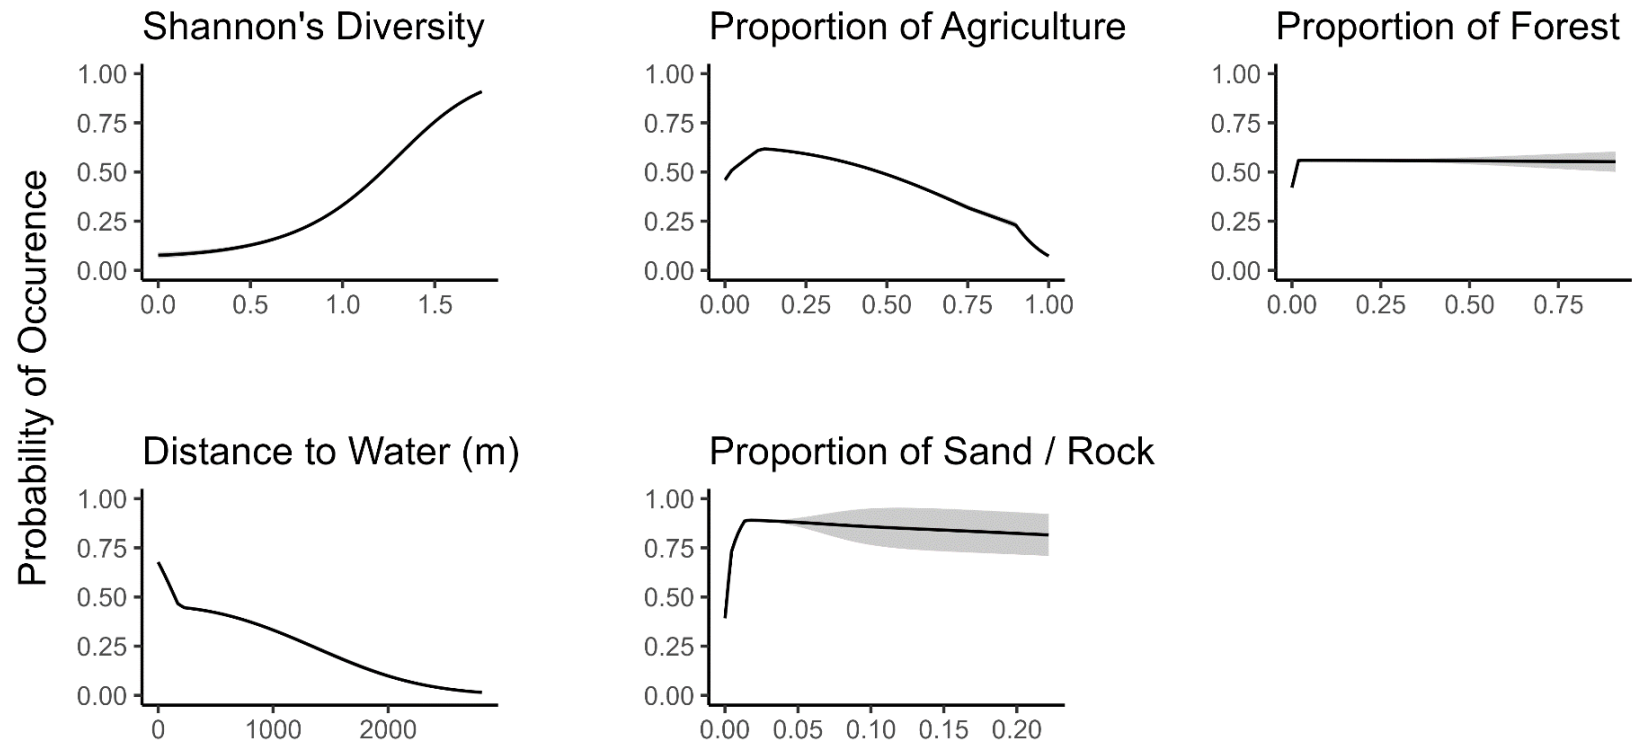 Shannon's Diversity
Proportion of Agriculture
Proportion of Forest
1.00
0.75
0.50
0.25
0.00
0.0 0.5 1.0 1.5
1.00
0.75
0.50
0.25
0.00
0.00 0.25 0.50 0.75 1.00
1.00
0.75
0.50
0.25
0.00
0.00 0.25 0.50 0.75
Probability of Occurence
Distance to Water (m)
Proportion of Sand / Rock
1.00
0.75
0.50
0.25
0.00
0 1000 2000
1.00
0.75
0.50
0.25
0.00
0.00 0.05 0.10 0.15 0.20